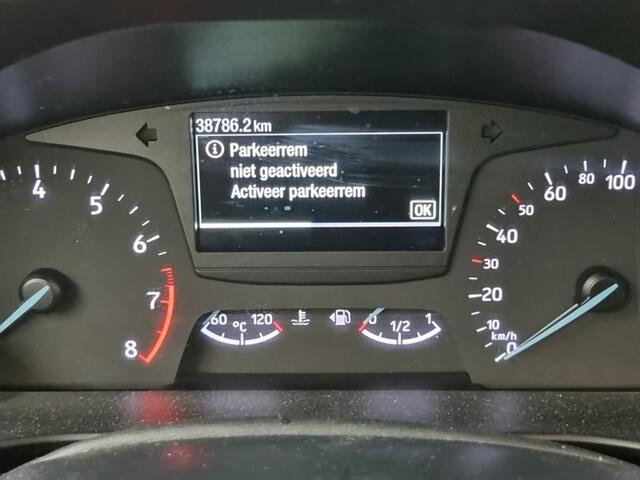 38786.2 km
Parkeerrem
niet geactiveerd
Activeer parkeerrem
OK
4
5
6
7
8
60 °C 120
0 1/2 1
0
10
20
30
40
50
60
80
100
km/h